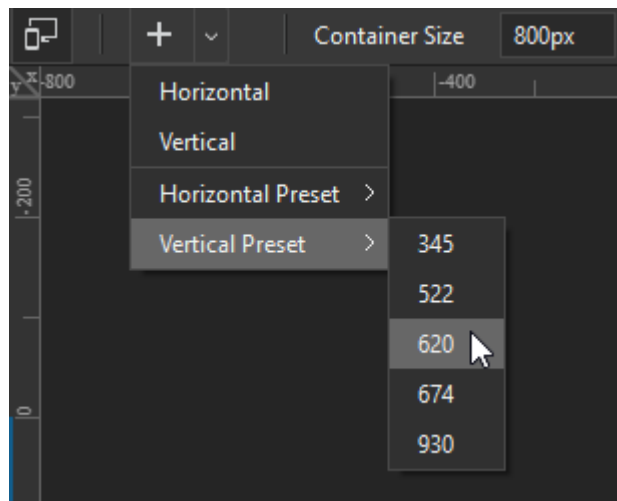 Container Size 800px
y x -800 -400
Horizontal
Vertical
-200
Horizontal Preset
Vertical Preset
345
522
620
674
930
0